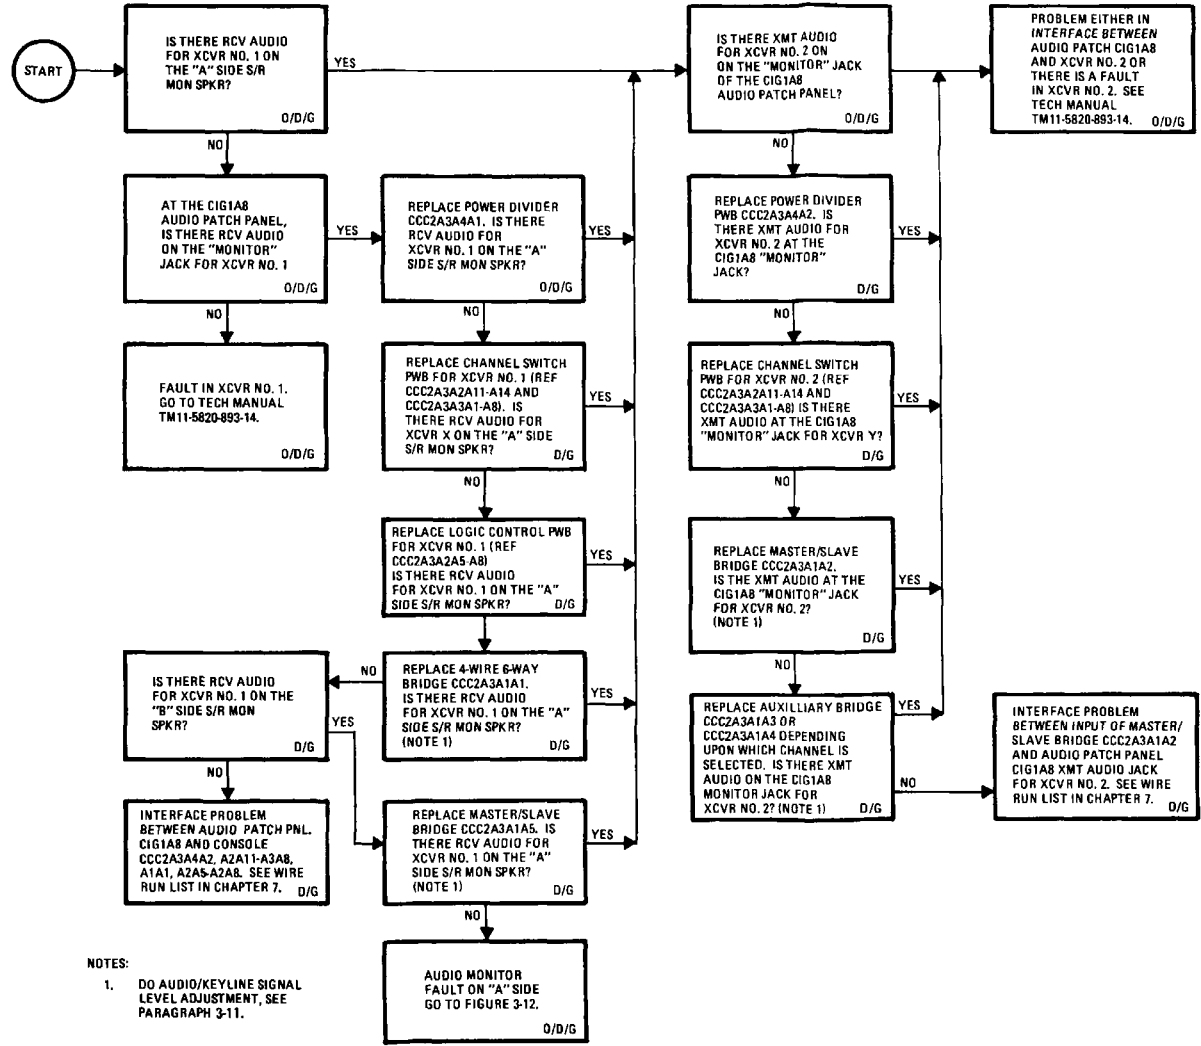 START
IS THERE RCV AUDIO
FOR XCVR NO. 1 ON
THE "A" SIDE S/R
MON SPKR?
O/D/G
YES
NO
AT THE CIG1A8
AUDIO PATCH PANEL,
IS THERE RCV AUDIO
ON THE "MONITOR"
JACK FOR XCVR NO. 1
O/D/G
YES
NO
FAULT IN XCVR NO. 1.
GO TO TECH MANUAL
TM11-5820-893-14.
O/D/G
REPLACE POWER DIVIDER
CCC2A3A4A1. IS THERE
RCV AUDIO FOR
XCVR NO. 1 ON THE "A"
SIDE S/R MON SPKR?
O/D/G
YES
NO
REPLACE CHANNEL SWITCH
PWB FOR XCVR NO. 1 (REF
CCC2A3A2A11-A14 AND
CCC2A3A3A1-A8). IS
THERE RCV AUDIO FOR
XCVR X ON THE "A" SIDE
S/R MON SPKR?
D/G
YES
NO
REPLACE LOGIC CONTROL PWB
FOR XCVR NO. 1 (REF
CCC2A3A2A5-A8)
IS THERE RCV AUDIO
FOR XCVR NO. 1 ON THE "A"
SIDE S/R MON SPKR?
D/G
YES
REPLACE 4-WIRE 6-WAY
BRIDGE CCC2A3A1A1.
IS THERE RCV AUDIO
FOR XCVR NO. 1 ON THE "A"
SIDE S/R MON SPKR?
(NOTE 1)
D/G
YES
NO
IS THERE RCV AUDIO
FOR XCVR NO. 1 ON THE
"B" SIDE S/R MON
SPKR?
D/G
YES
NO
INTERFACE PROBLEM
BETWEEN AUDIO PATCH PNL.
CIG1A8 AND CONSOLE
CCC2A3A4A2, A2A11-A3A8,
A1A1, A2A5-A2A8. SEE WIRE
RUN LIST IN CHAPTER 7.
D/G
REPLACE MASTER/SLAVE
BRIDGE CCC2A3A1A5. IS
THERE RCV AUDIO FOR
XCVR NO. 1 ON THE "A"
SIDE S/R MON SPKR?
(NOTE 1)
D/G
YES
NO
AUDIO MONITOR
FAULT ON "A" SIDE
GO TO FIGURE 3-12.
O/D/G
IS THERE XMT AUDIO
FOR XCVR NO. 2 ON
ON THE "MONITOR" JACK
OF THE CIG1A8
AUDIO PATCH PANEL?
O/D/G
NO
REPLACE POWER DIVIDER
PWB CCC2A3A4A2. IS
THERE XMT AUDIO FOR
XCVR NO. 2 AT THE
CIG1A8 "MONITOR"
JACK?
D/G
YES
NO
REPLACE CHANNEL SWITCH
PWB FOR XCVR NO. 2 (REF
CCC2A3A2A11-A14 AND
CCC2A3A3A1-A8) IS THERE
XMT AUDIO AT THE CIG1A8
"MONITOR" JACK FOR XCVR Y?
D/G
YES
NO
REPLACE MASTER/SLAVE
BRIDGE CCC2A3A1A2.
IS THE XMT AUDIO AT THE
CIG1A8 "MONITOR" JACK
FOR XCVR NO. 2?
(NOTE 1)
D/G
YES
NO
REPLACE AUXILLIARY BRIDGE
CCC2A3A1A3 OR
CCC2A3A1A4 DEPENDING
UPON WHICH CHANNEL IS
SELECTED. IS THERE XMT
AUDIO ON THE CIG1A8
MONITOR JACK FOR
XCVR NO. 2? (NOTE 1)
D/G
YES
NO
PROBLEM EITHER IN
INTERFACE BETWEEN
AUDIO PATCH CIG1A8
AND XCVR NO. 2 OR
THERE IS A FAULT
IN XCVR NO. 2. SEE
TECH MANUAL
TM11-5820-893-14.
O/D/G
INTERFACE PROBLEM
BETWEEN INPUT OF MASTER/
SLAVE BRIDGE CCC2A3A1A2
AND AUDIO PATCH PANEL
CIG1A8 XMT AUDIO JACK
FOR XCVR NO. 2. SEE WIRE
RUN LIST IN CHAPTER 7.
D/G
NOTES:
1. DO AUDIO/KEYLINE SIGNAL
LEVEL ADJUSTMENT, SEE
PARAGRAPH 3-11.